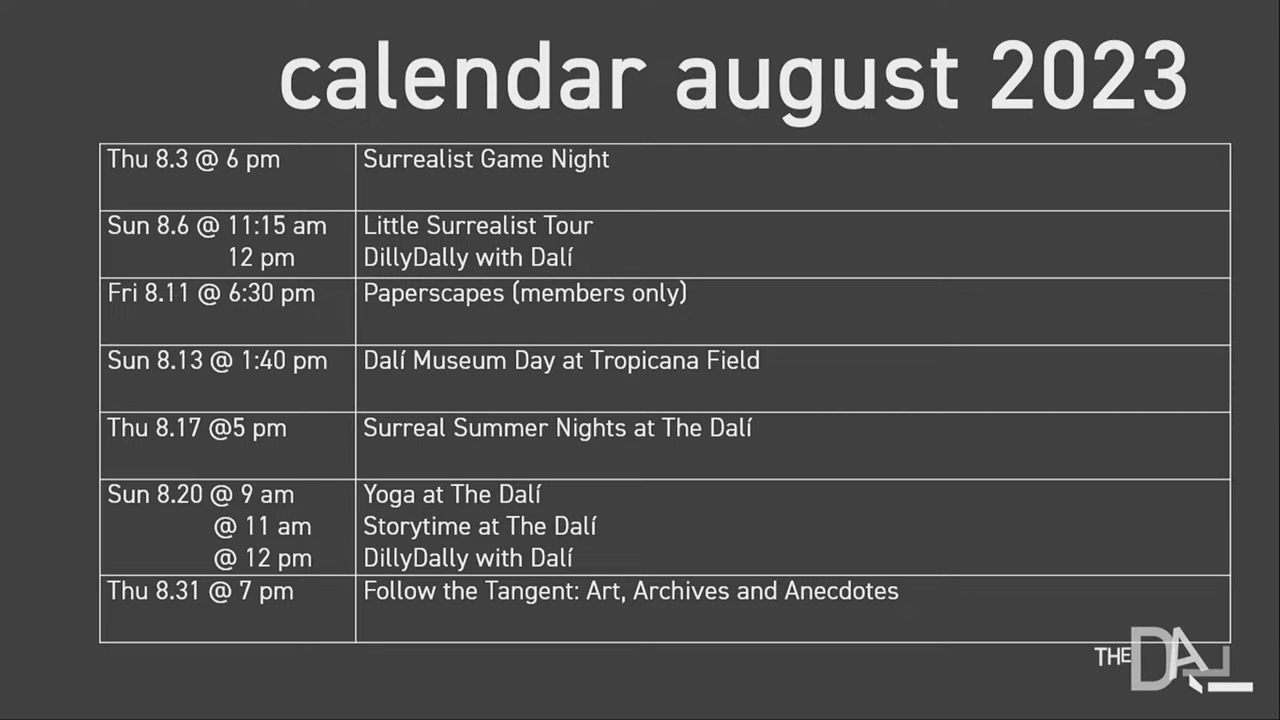 calendar august 2023
Thu 8.3 @ 6 pm Surrealist Game Night
Sun 8.6 @ 11:15 am Little Surrealist Tour
12 pm DillyDally with Dalí
Fri 8.11 @ 6:30 pm Paperscapes (members only)
Sun 8.13 @ 1:40 pm Dalí Museum Day at Tropicana Field
Thu 8.17 @5 pm Surreal Summer Nights at The Dalí
Sun 8.20 @ 9 am Yoga at The Dalí
@ 11 am Storytime at The Dalí
@ 12 pm DillyDally with Dalí
Thu 8.31 @ 7 pm Follow the Tangent: Art, Archives and Anecdotes
THE DALÍ